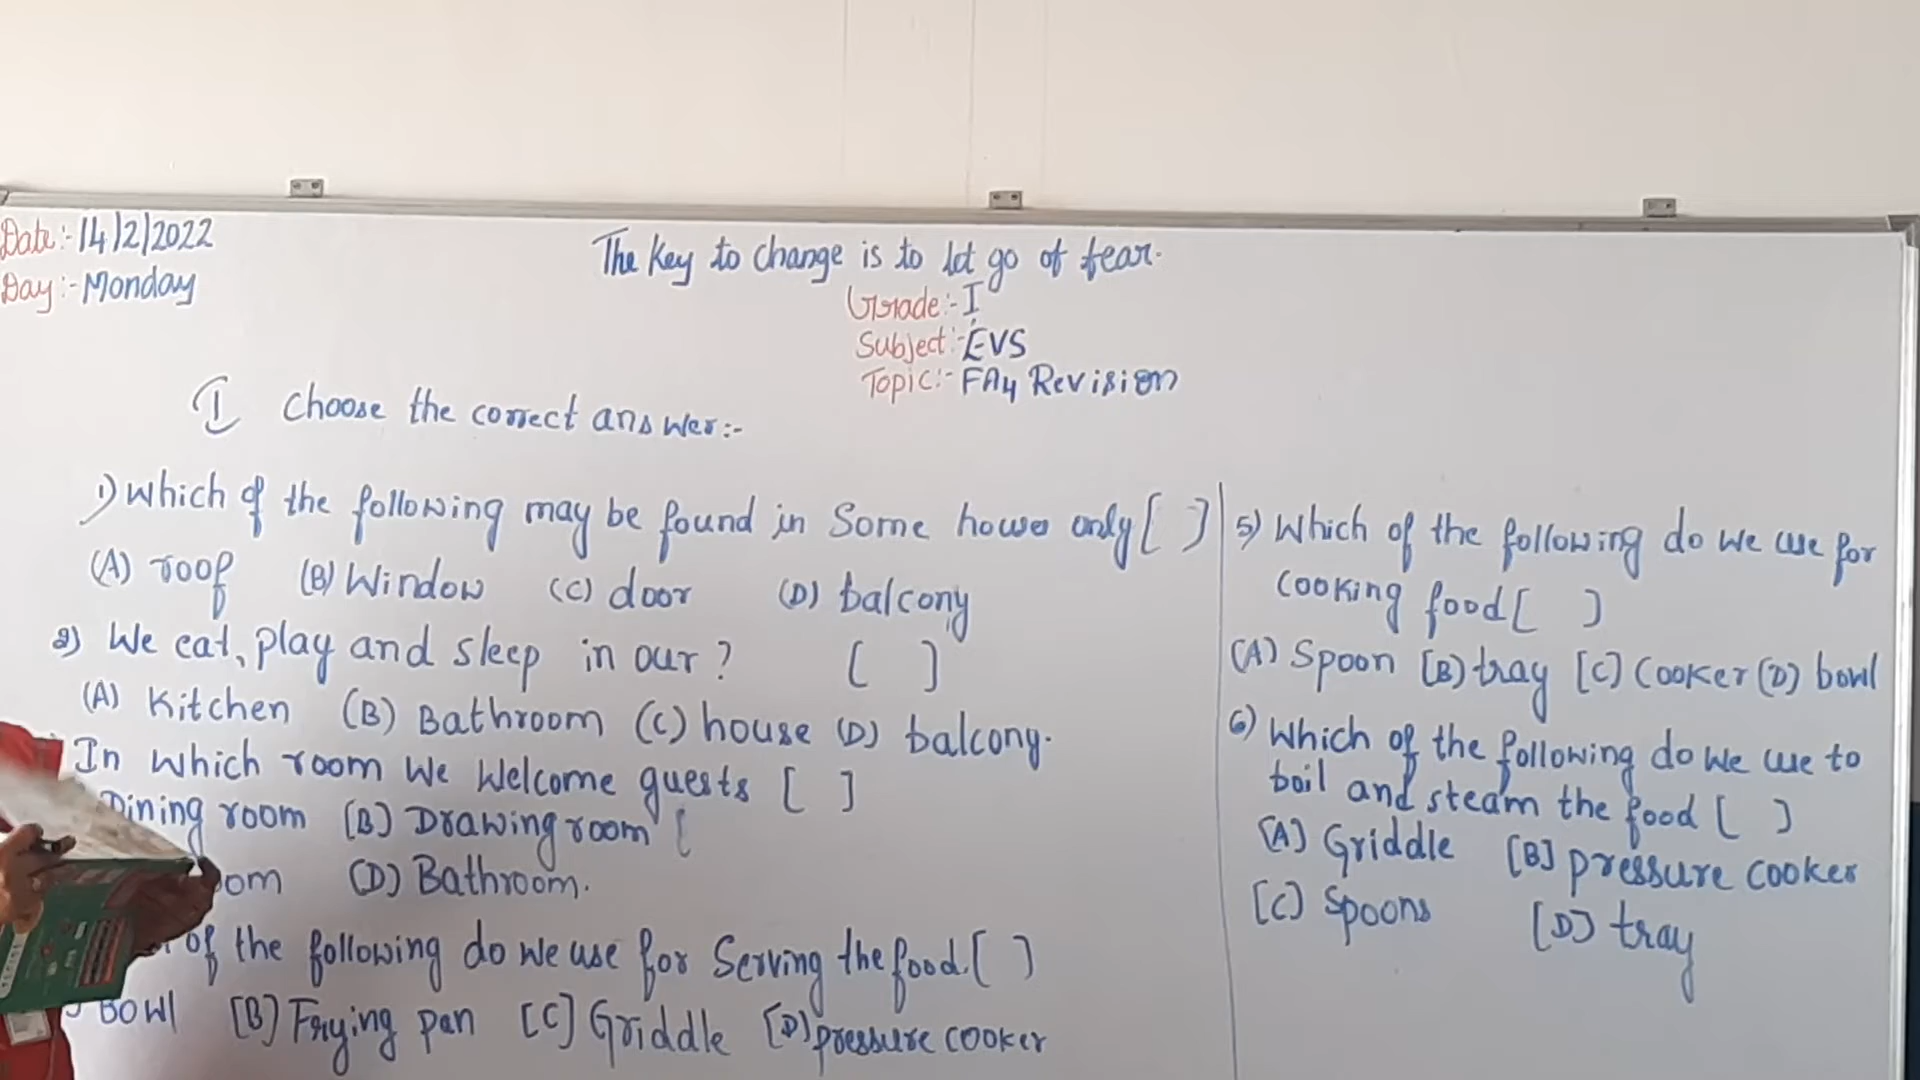 Date:- 14/2/2022
Day:- Monday
The key to change is to let go of fear.
Grade:- I
Subject:- EVS
Topic:- FA4 Revision
I Choose the correct answer:-
1) Which of the following may be found in Some houses only [ ]
(A) roof (B) Window (C) door (D) balcony
2) We eat, play and sleep in our? [ ]
(A) Kitchen (B) Bathroom (C) house (D) balcony.
In which room We Welcome guests [ ]
Dining room (B) Drawing room
(D) Bathroom.
of the following do we use for Serving the food. [ ]
Bowl [B] Frying pan [C] Griddle [D] pressure cooker
5) Which of the following do we use for
cooking food [ ]
(A) Spoon [B] tray [C] Cooker (D) bowl
6) Which of the following do we use to
boil and steam the food [ ]
[A] Griddle [B] pressure cooker
[C] Spoons [D] tray